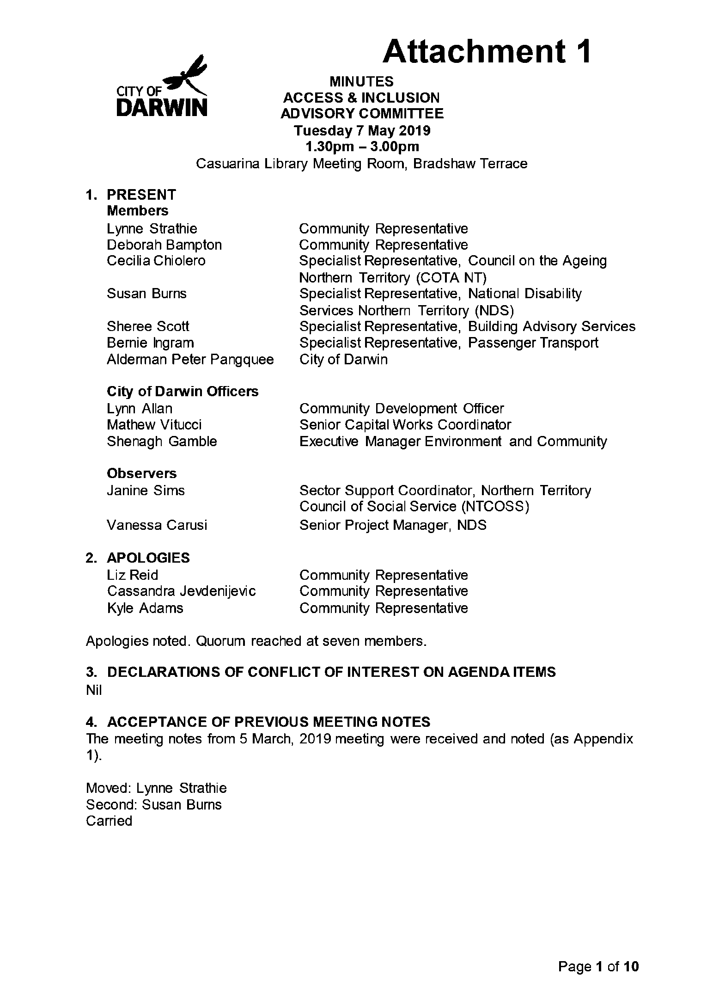 Attachment 1
CITY OF
DARWIN
MINUTES
ACCESS & INCLUSION
ADVISORY COMMITTEE
Tuesday 7 May 2019
1.30pm – 3.00pm
Casuarina Library Meeting Room, Bradshaw Terrace
1. PRESENT
Members
Lynne Strathie Community Representative
Deborah Bampton Community Representative
Cecilia Chiolero Specialist Representative, Council on the Ageing
Northern Territory (COTA NT)
Susan Burns Specialist Representative, National Disability
Services Northern Territory (NDS)
Sheree Scott Specialist Representative, Building Advisory Services
Bernie Ingram Specialist Representative, Passenger Transport
Alderman Peter Pangquee City of Darwin
City of Darwin Officers
Lynn Allan Community Development Officer
Mathew Vitucci Senior Capital Works Coordinator
Shenagh Gamble Executive Manager Environment and Community
Observers
Janine Sims Sector Support Coordinator, Northern Territory
Council of Social Service (NTCOSS)
Vanessa Carusi Senior Project Manager, NDS
2. APOLOGIES
Liz Reid Community Representative
Cassandra Jevdenijevic Community Representative
Kyle Adams Community Representative
Apologies noted. Quorum reached at seven members.
3. DECLARATIONS OF CONFLICT OF INTEREST ON AGENDA ITEMS
Nil
4. ACCEPTANCE OF PREVIOUS MEETING NOTES
The meeting notes from 5 March, 2019 meeting were received and noted (as Appendix
1).
Moved: Lynne Strathie
Second: Susan Burns
Carried
Page 1 of 10